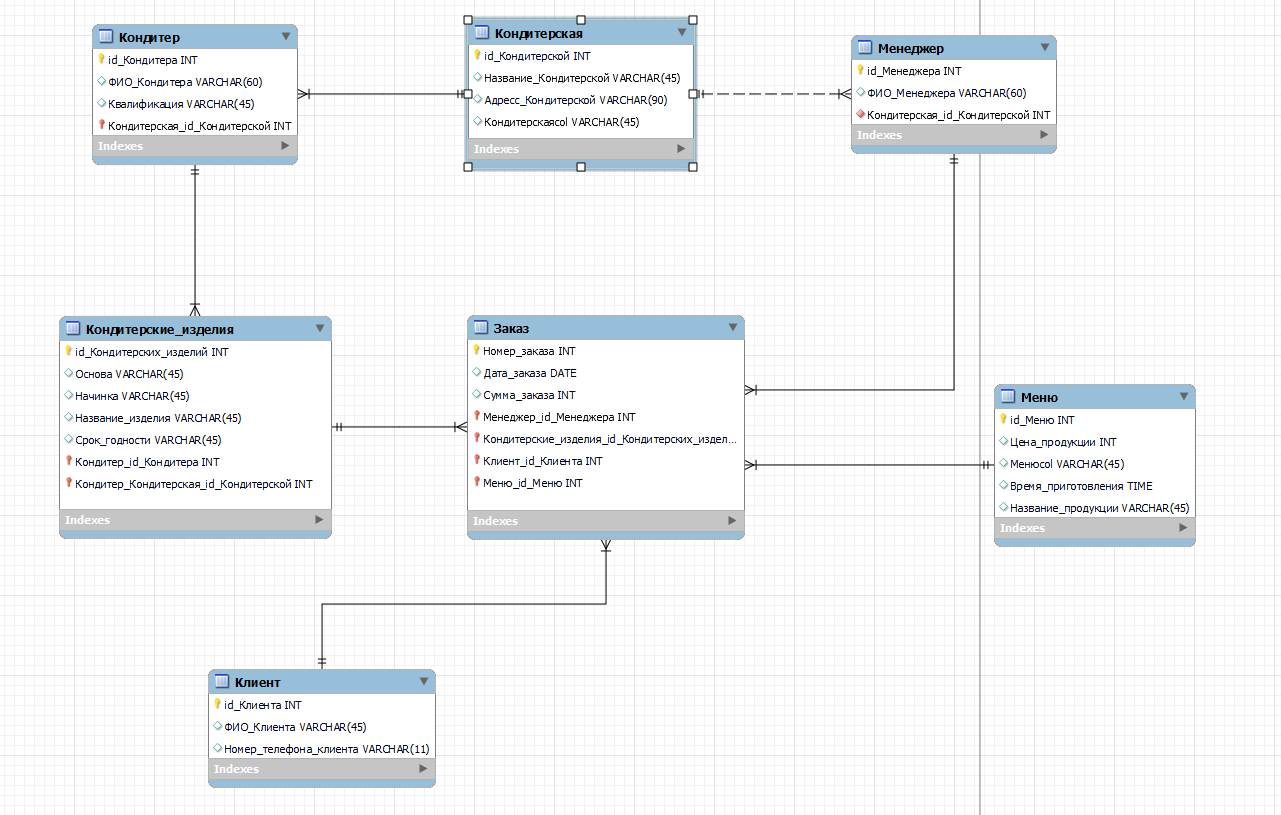 Кондитер
id_Кондитера INT
ФИО_Кондитера VARCHAR(60)
Квалификация VARCHAR(45)
Кондитерская_id_Кондитерской INT
Indexes
Кондитерская
id_Кондитерской INT
Название_Кондитерской VARCHAR(45)
Адресс_Кондитерской VARCHAR(90)
Кондитерскаяcol VARCHAR(45)
Indexes
Менеджер
id_Менеджера INT
ФИО_Менеджера VARCHAR(60)
Кондитерская_id_Кондитерской INT
Indexes
Кондитерские_изделия
id_Кондитерских_изделий INT
Основа VARCHAR(45)
Начинка VARCHAR(45)
Название_изделия VARCHAR(45)
Срок_годности VARCHAR(45)
Кондитер_id_Кондитера INT
Кондитер_Кондитерская_id_Кондитерской INT
Indexes
Заказ
Номер_заказа INT
Дата_заказа DATE
Сумма_заказа INT
Менеджер_id_Менеджера INT
Кондитерские_изделия_id_Кондитерских_издел...
Клиент_id_Клиента INT
Меню_id_Меню INT
Indexes
Меню
id_Меню INT
Цена_продукции INT
Менюcol VARCHAR(45)
Время_приготовления TIME
Название_продукции VARCHAR(45)
Indexes
Клиент
id_Клиента INT
ФИО_Клиента VARCHAR(45)
Номер_телефона_клиента VARCHAR(11)
Indexes